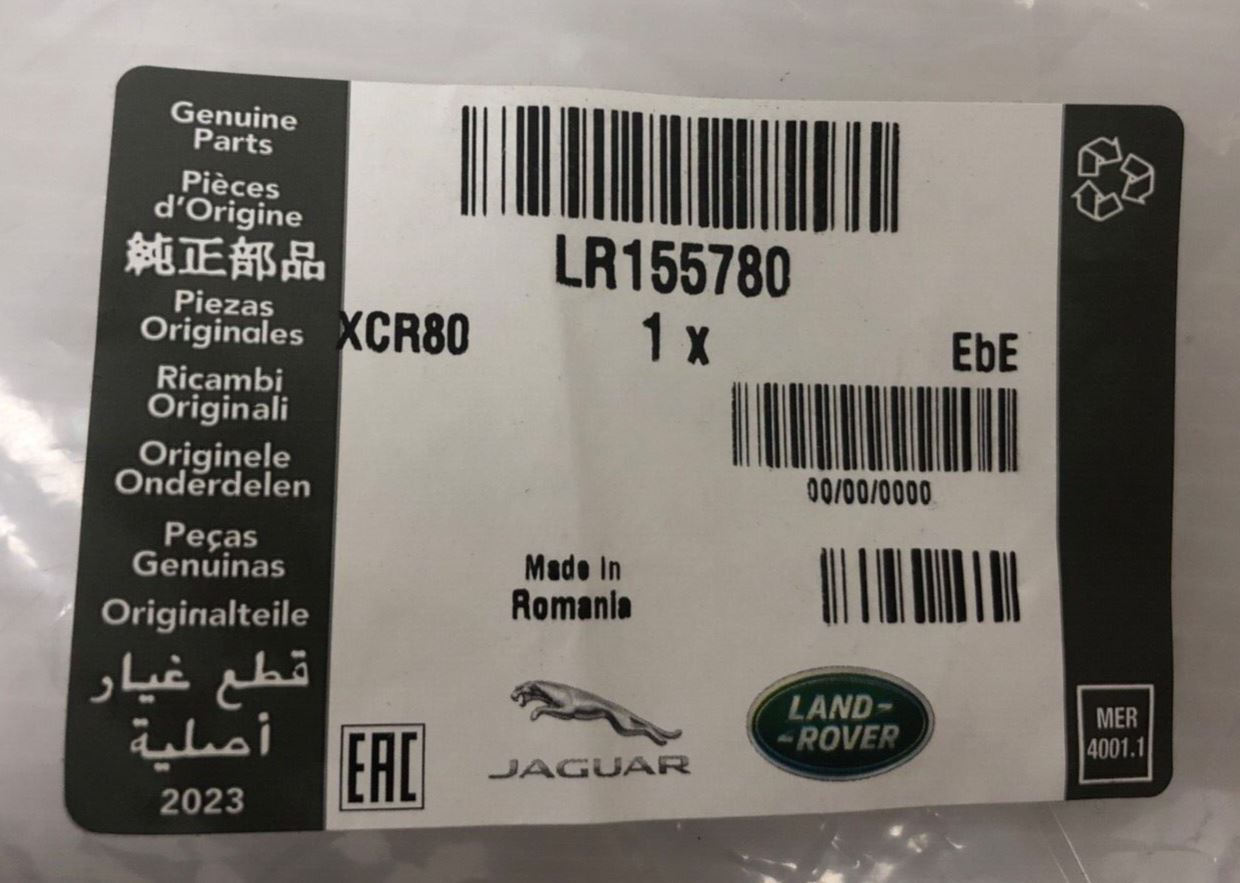 Genuine
Parts
Pièces
d'Origine
純正部品
Piezas
Originales
Ricambi
Originali
Originele
Onderdelen
Peças
Genuinas
Originalteile
قطع غيار
أصلية
2023
LR155780
XCR80 1 x EbE
00/00/0000
Made In
Romania
EAC
JAGUAR
LAND-
-ROVER
MER
4001.1